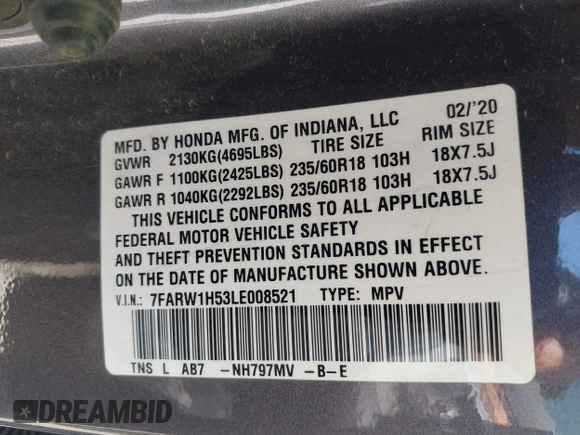 MFD. BY HONDA MFG. OF INDIANA, LLC 02/'20
GVWR 2130KG(4695LBS) TIRE SIZE RIM SIZE
GAWR F 1100KG(2425LBS) 235/60R18 103H 18X7.5J
GAWR R 1040KG(2292LBS) 235/60R18 103H 18X7.5J
THIS VEHICLE CONFORMS TO ALL APPLICABLE
FEDERAL MOTOR VEHICLE SAFETY
AND THEFT PREVENTION STANDARDS IN EFFECT
ON THE DATE OF MANUFACTURE SHOWN ABOVE.
V.I.N.: 7FARW1H53LE008521 TYPE: MPV
TNS L AB7 -NH797MV -B-E
DREAMBID